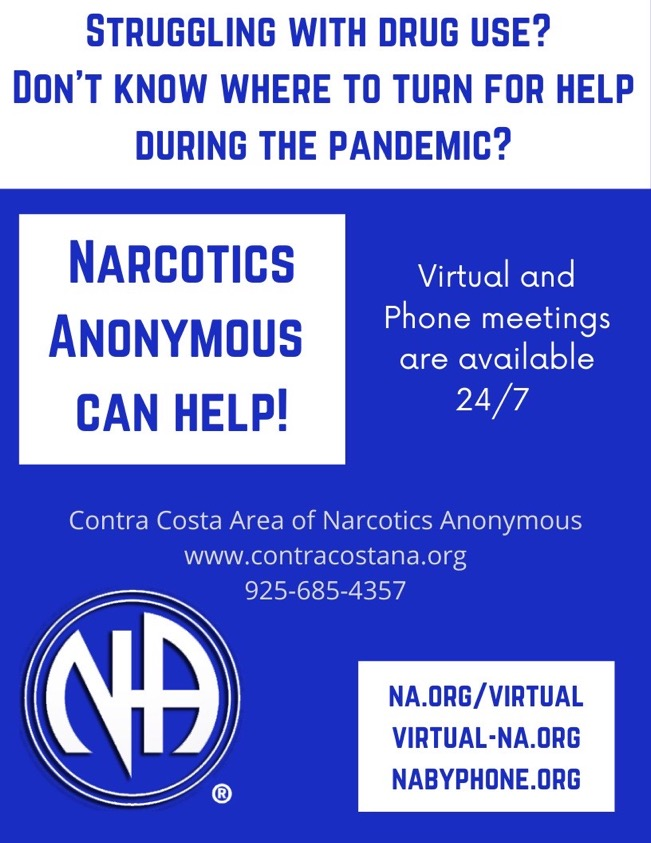 Struggling with drug use?
Don't know where to turn for help
during the pandemic?
Narcotics
Anonymous
can help!
Virtual and
Phone meetings
are available
24/7
Contra Costa Area of Narcotics Anonymous
www.contracostana.org
925-685-4357
NA
®
na.org/virtual
virtual-na.org
nabyphone.org